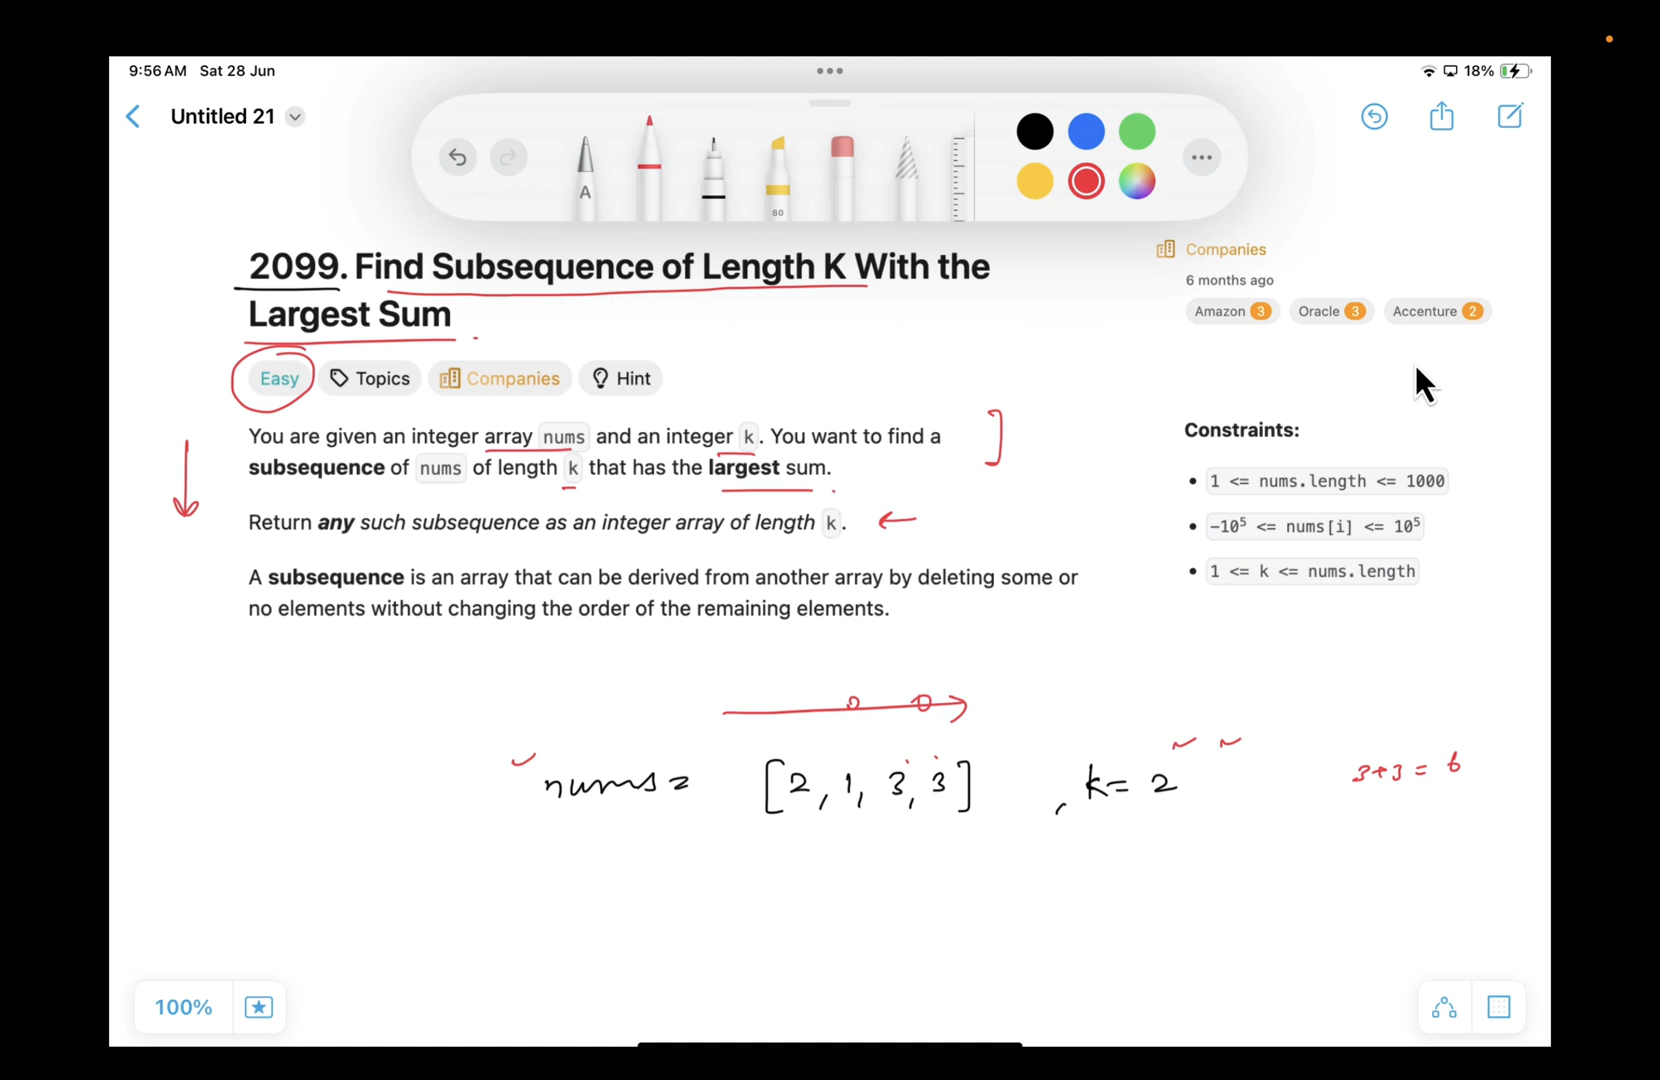 9:56 AM Sat 28 Jun
18%
Untitled 21
A
80
2099. Find Subsequence of Length K With the
Largest Sum
Companies
6 months ago
Amazon 3 Oracle 3 Accenture 2
Easy Topics Companies Hint
You are given an integer array nums and an integer k. You want to find a
subsequence of nums of length k that has the largest sum.
Return any such subsequence as an integer array of length k.
A subsequence is an array that can be derived from another array by deleting some or
no elements without changing the order of the remaining elements.
Constraints:
• 1 <= nums.length <= 1000
• -10⁵ <= nums[i] <= 10⁵
• 1 <= k <= nums.length
nums = [2, 1, 3, 3] , k = 2
3+3 = 6
100%